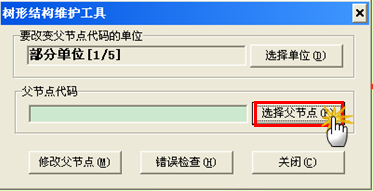 树形结构维护工具
要改变父节点代码的单位
部分单位[1/5]
选择单位(D)
父节点代码
选择父节点(
修改父节点(M)
错误检查(H)
关闭(C)